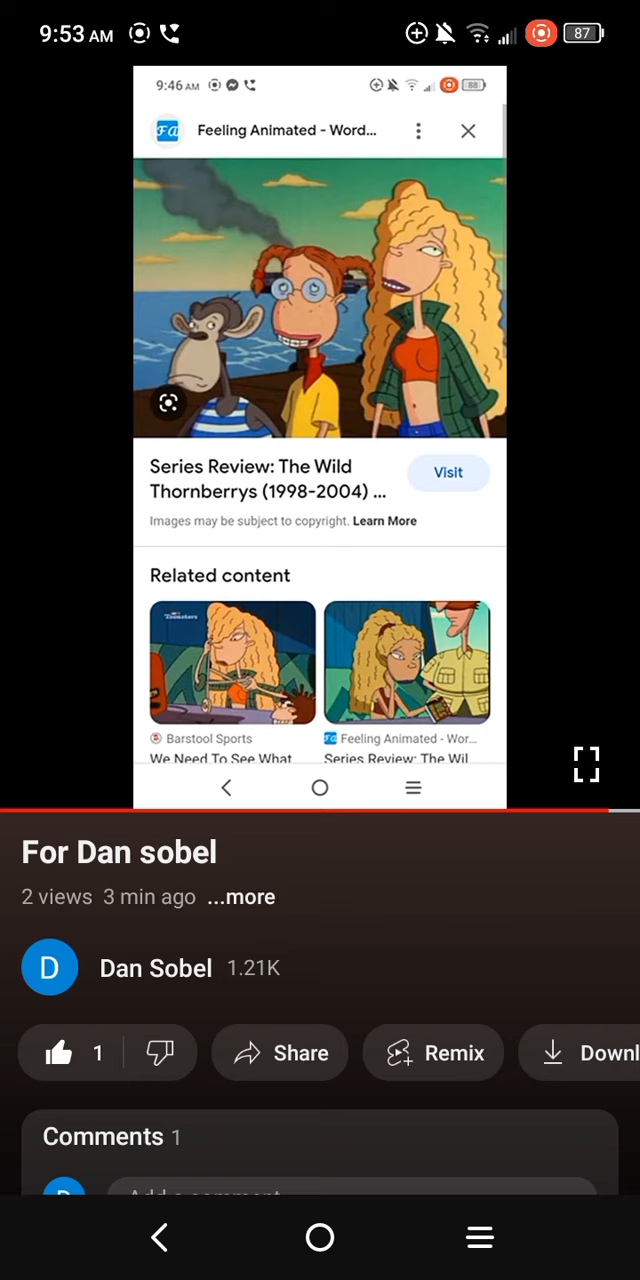 9:53 AM
87
9:46 AM
88
Feeling Animated - Word...
Series Review: The Wild
Thornberrys (1998-2004) ...
Visit
Images may be subject to copyright. Learn More
Related content
Barstool Sports
We Need To See What
Feeling Animated - Wor...
Series Review: The Wil
For Dan sobel
2 views 3 min ago ...more
D
Dan Sobel 1.21K
1
Share
Remix
Downl
Comments 1
D
Add a comment